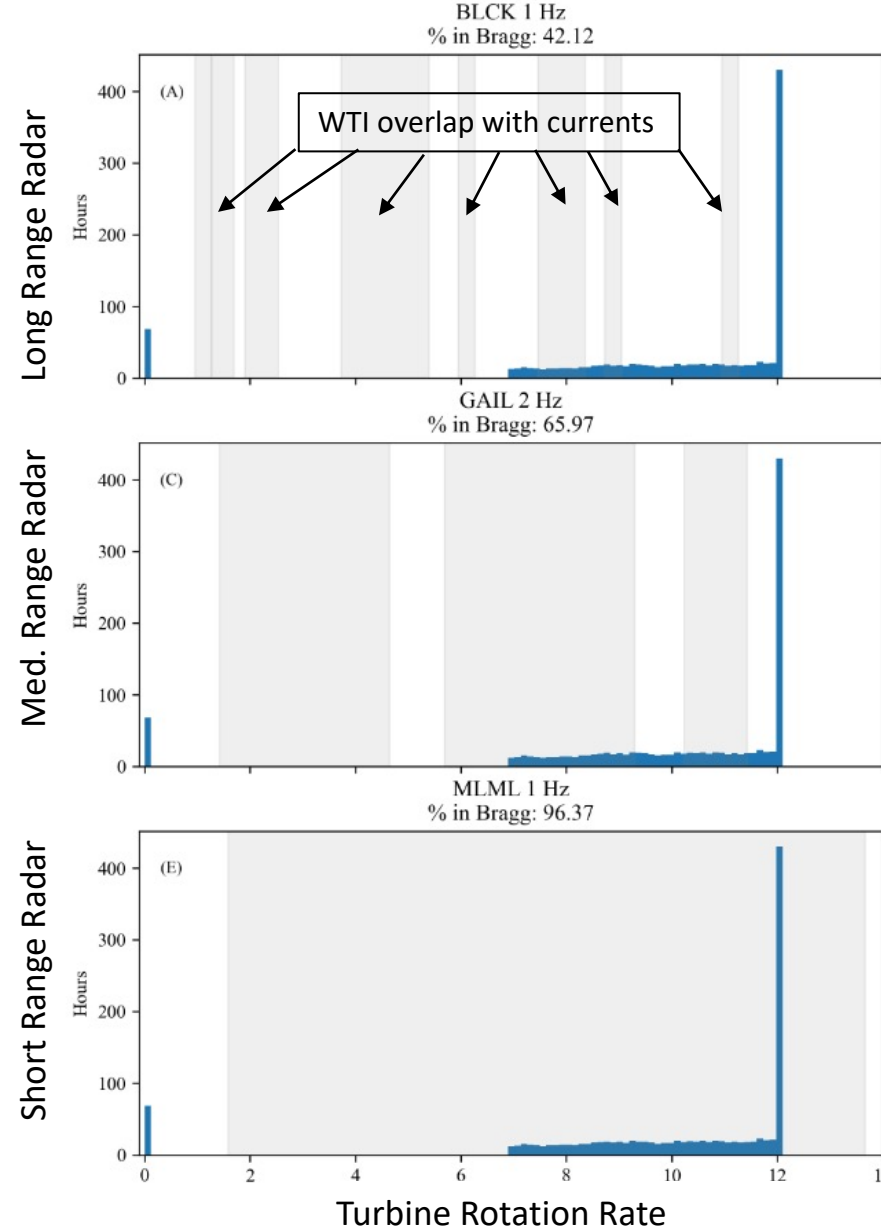 BLCK 1 Hz
% in Bragg: 42.12
Long Range Radar
Hours
400
300
200
100
0
(A)
WTI overlap with currents
GAIL 2 Hz
% in Bragg: 65.97
Med. Range Radar
Hours
400
300
200
100
0
(C)
MLML 1 Hz
% in Bragg: 96.37
Short Range Radar
Hours
400
300
200
100
0
(E)
0 2 4 6 8 10 12
Turbine Rotation Rate